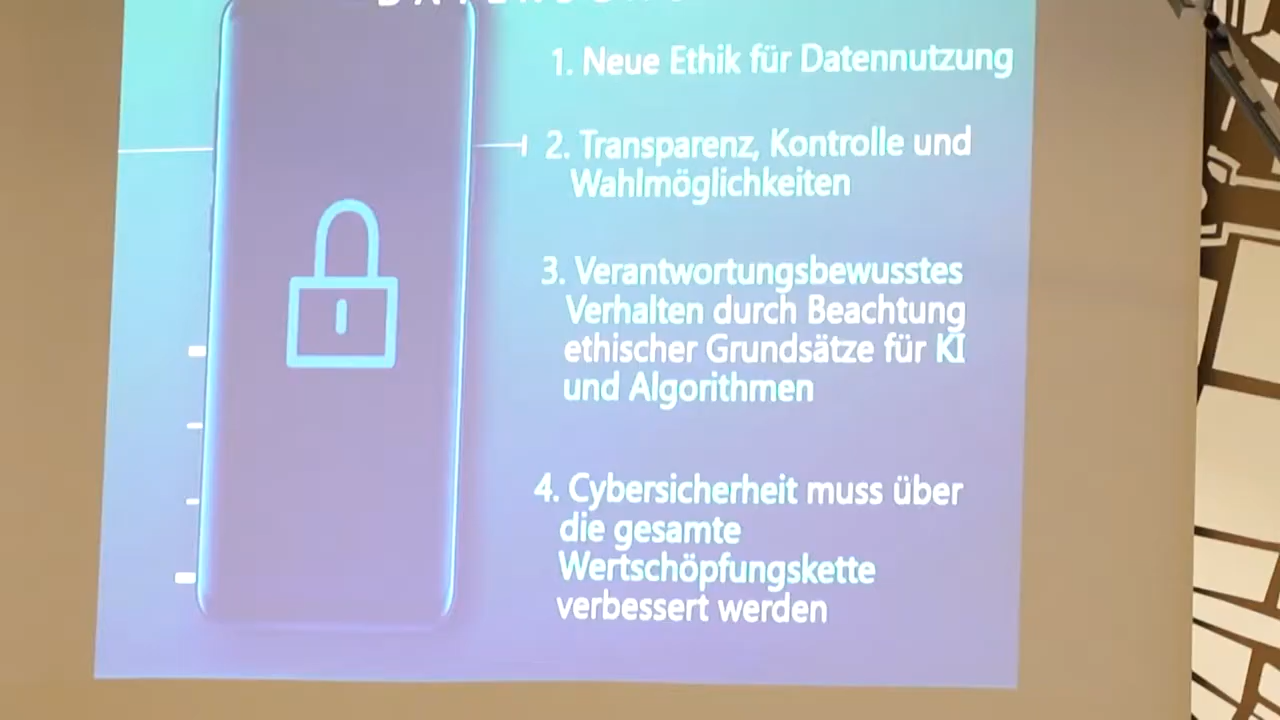 1. Neue Ethik für Datennutzung
2. Transparenz, Kontrolle und
Wahlmöglichkeiten
3. Verantwortungsbewusstes
Verhalten durch Beachtung
ethischer Grundsätze für KI
und Algorithmen
4. Cybersicherheit muss über
die gesamte
Wertschöpfungskette
verbessert werden